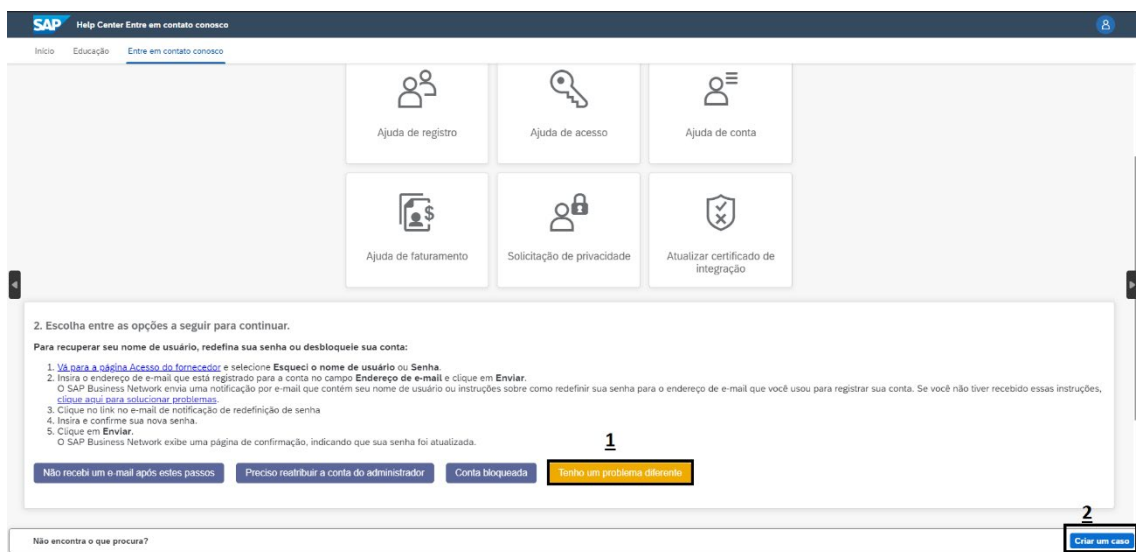 SAP Help Center Entre em contato conosco
Início Educação Entre em contato conosco
Ajuda de registro Ajuda de acesso Ajuda de conta
Ajuda de faturamento Solicitação de privacidade Atualizar certificado de
integração
2. Escolha entre as opções a seguir para continuar.
Para recuperar seu nome de usuário, redefina sua senha ou desbloqueie sua conta:
1. Vá para a página Acesso do fornecedor e selecione Esqueci o nome de usuário ou Senha.
2. Insira o endereço de e-mail que está registrado para a conta no campo Endereço de e-mail e clique em Enviar.
O SAP Business Network envia uma notificação por e-mail que contém seu nome de usuário ou instruções sobre como redefinir sua senha para o endereço de e-mail que você usou para registrar sua conta. Se você não tiver recebido essas instruções,
clique aqui para solucionar problemas.
3. Clique no link no e-mail de notificação de redefinição de senha
4. Insira e confirme sua nova senha.
5. Clique em Enviar.
O SAP Business Network exibe uma página de confirmação, indicando que sua senha foi atualizada.
1
Não recebi um e-mail após estes passos Preciso reatribuir a conta do administrador Conta bloqueada Tenho um problema diferente
2
Não encontra o que procura? Criar um caso